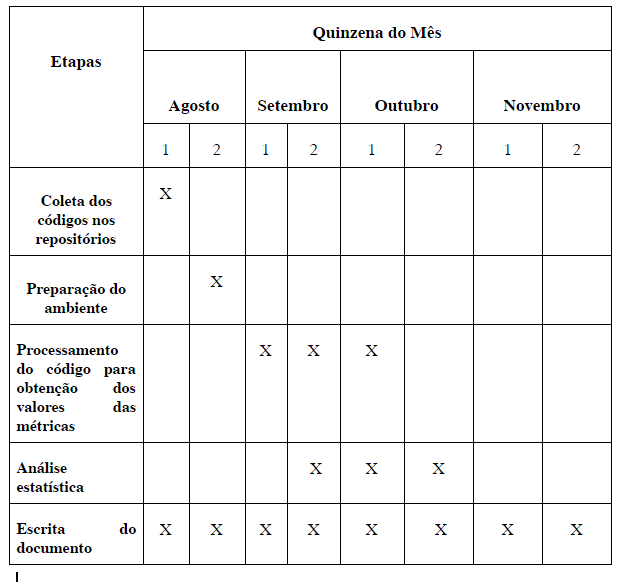 Quinzena do Mês
Etapas
Agosto Setembro Outubro Novembro
1 2 1 2 1 2 1 2
Coleta dos
códigos nos
repositórios
X
Preparação do
ambiente
X
Processamento
do código para
obtenção dos
valores das
métricas
X X X
Análise
estatística
X X X
Escrita do
documento
X X X X X X X X